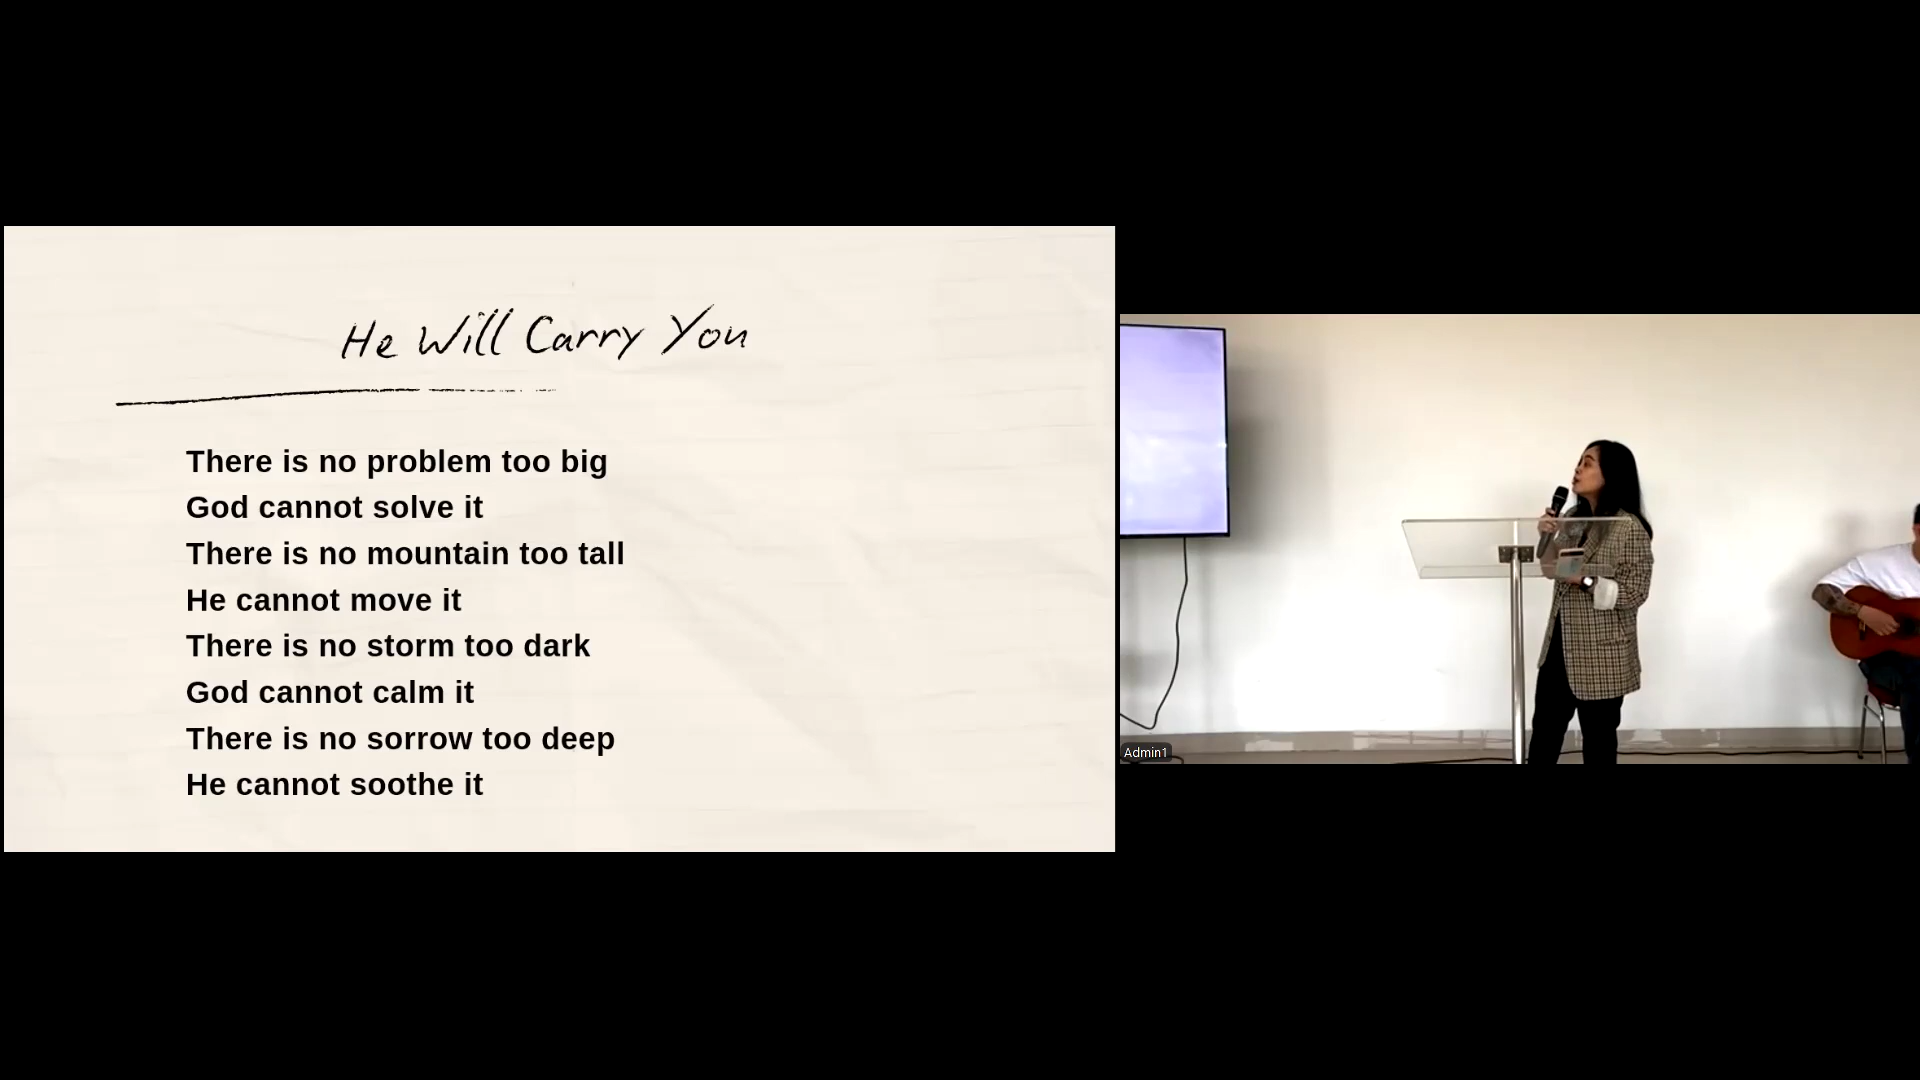 He Will Carry You
There is no problem too big
God cannot solve it
There is no mountain too tall
He cannot move it
There is no storm too dark
God cannot calm it
There is no sorrow too deep
He cannot soothe it
Admin1